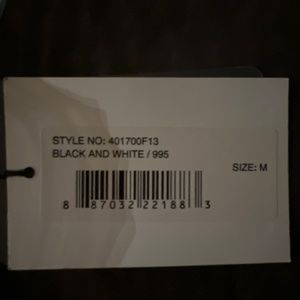 STYLE NO: 401700F13
BLACK AND WHITE / 995
SIZE: M
8 87032 22188 3